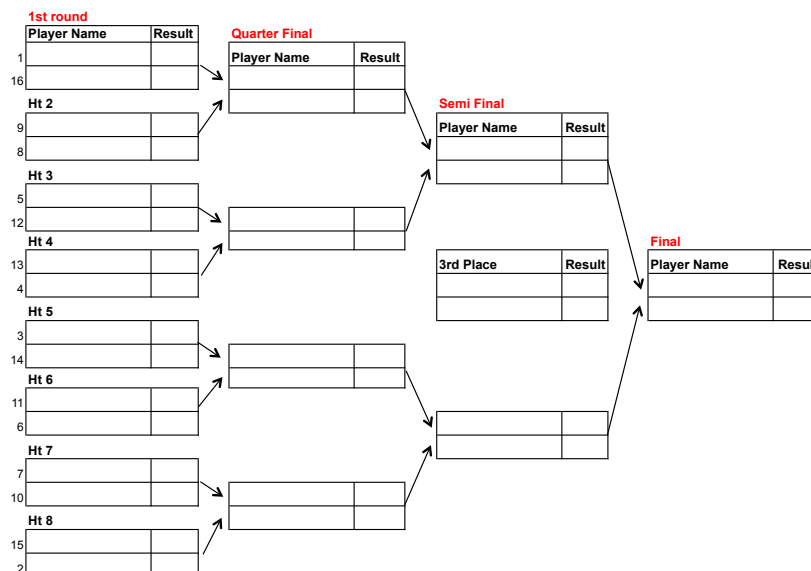 1st round
Player Name Result
1
16
Ht 2
9
8
Ht 3
5
12
Ht 4
13
4
Ht 5
3
14
Ht 6
11
6
Ht 7
7
10
Ht 8
15
2
Quarter Final
Player Name Result
Semi Final
Player Name Result
3rd Place Result
Final
Player Name Resul